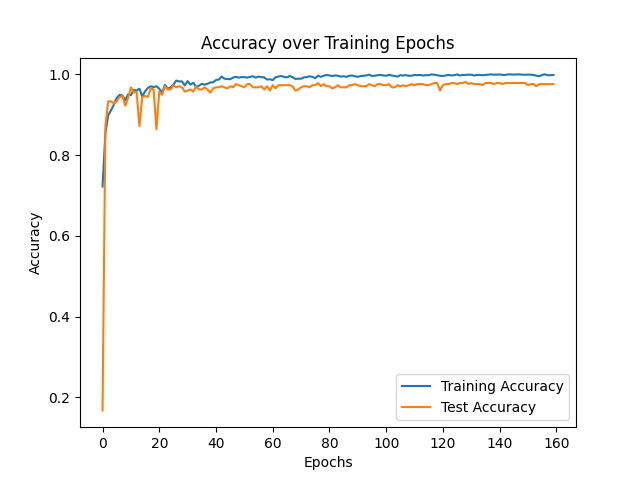 Accuracy over Training Epochs
1.0
0.8
0.6
0.4
0.2
Accuracy
Training Accuracy
Test Accuracy
0 20 40 60 80 100 120 140 160
Epochs